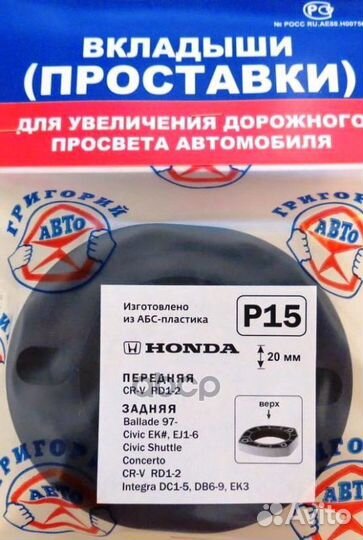 № РОСС RU.АЕ88.Н0075
ВКЛАДЫШИ
(ПРОСТАВКИ)
ДЛЯ УВЕЛИЧЕНИЯ ДОРОЖНОГО
ПРОСВЕТА АВТОМОБИЛЯ
ГРИГОРИЙ
АВТО
ГРИГОРИЙ
АВТО
Изготовлено
из АБС-пластика
P15
HONDA
20 мм
ПЕРЕДНЯЯ
CR-V RD1-2
ЗАДНЯЯ
Ballade 97-
Civic EK#, EJ1-6
Civic Shuttle
Concerto
CR-V RD1-2
Integra DC1-5, DB6-9, EK3
верх
abcp
Avito